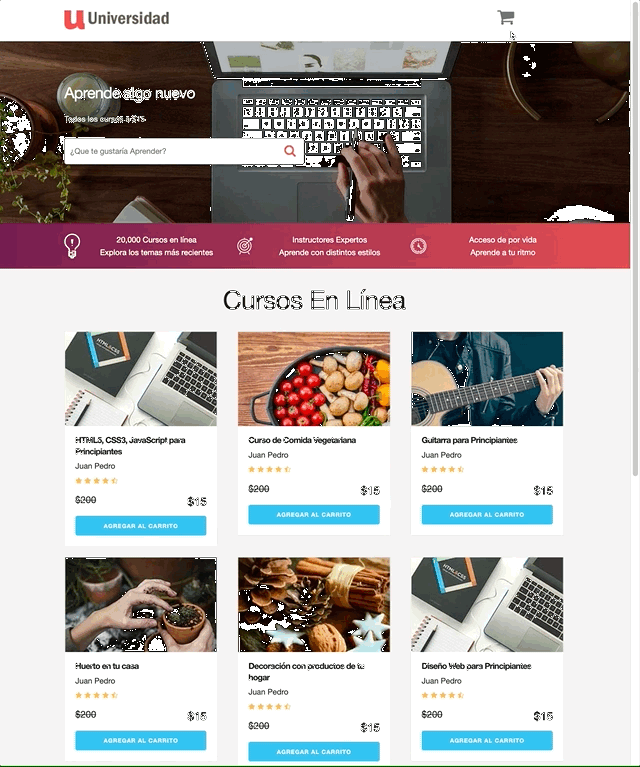 Universidad
Aprende algo nuevo
Todos los cursos a $15
¿Que te gustaría Aprender?
20,000 Cursos en línea
Explora los temas más recientes
Instructores Expertos
Aprende con distintos estilos
Acceso de por vida
Aprende a tu ritmo
Cursos En Línea
HTML5, CSS3, JavaScript para
Principiantes
Juan Pedro
$200 $15
AGREGAR AL CARRITO
Curso de Comida Vegetariana
Juan Pedro
$200 $15
AGREGAR AL CARRITO
Guitarra para Principiantes
Juan Pedro
$200 $15
AGREGAR AL CARRITO
Huerto en tu casa
Juan Pedro
$200 $15
AGREGAR AL CARRITO
Decoración con productos de tu
hogar
Juan Pedro
$200 $15
AGREGAR AL CARRITO
Diseño Web para Principiantes
Juan Pedro
$200 $15
AGREGAR AL CARRITO